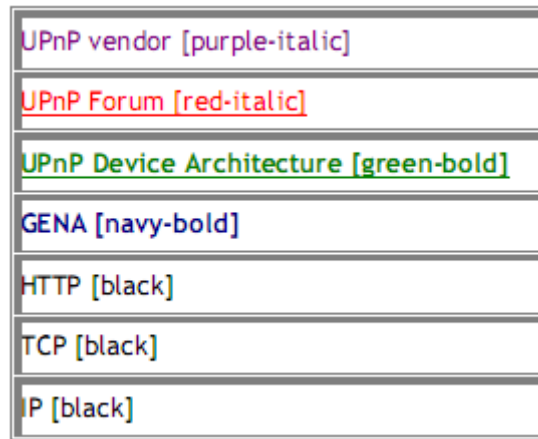 UPnP vendor [purple-italic]
UPnP Forum [red-italic]
UPnP Device Architecture [green-bold]
GENA [navy-bold]
HTTP [black]
TCP [black]
IP [black]